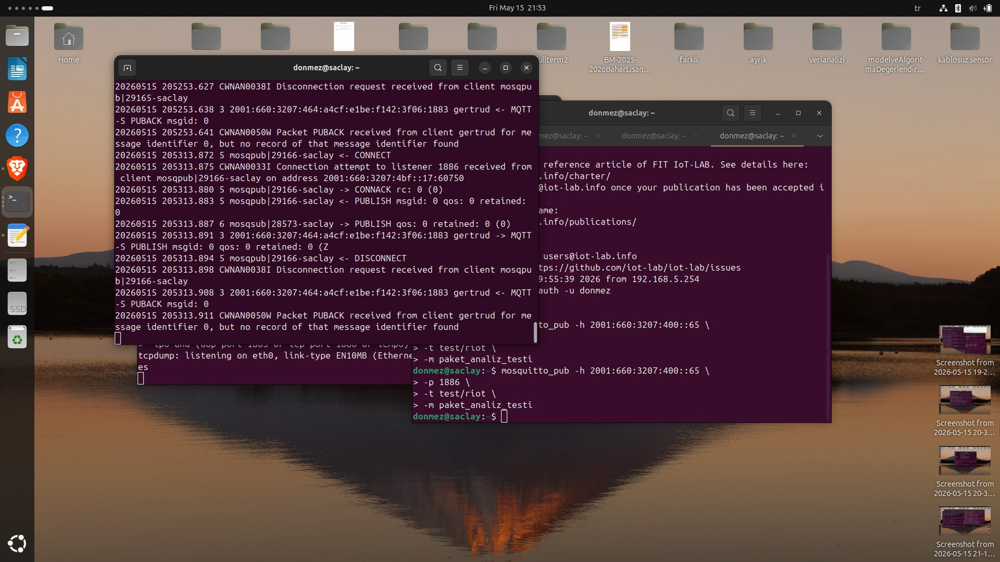 Fri May 15 21:53
tr
Home
ullterm2
BM-2025-
2026BaharLisan...
farkli
ayrik
verianalizi
modelveAlgorit-
maDegerlendir...
kablosuz sensör
donmez@saclay: ~
20260515 205253.627 CWNAN0038I Disconnection request received from client mosqpu
b|29165-saclay
20260515 205253.638 3 2001:660:3207:464:a4cf:e1be:f142:3f06:1883 gertrud <- MQTT
-S PUBACK msgid: 0
20260515 205253.641 CWNAN0050W Packet PUBACK received from client gertrud for me
ssage identifier 0, but no record of that message identifier found
20260515 205313.872 5 mosqpub|29166-saclay <- CONNECT
20260515 205313.875 CWNAN0033I Connection attempt to listener 1886 received from
 client mosqpub|29166-saclay on address 2001:660:3207:4bf::17:60750
20260515 205313.880 5 mosqpub|29166-saclay -> CONNACK rc: 0 (0)
20260515 205313.883 5 mosqpub|29166-saclay <- PUBLISH msgid: 0 qos: 0 retained:
0
20260515 205313.887 6 mosqsub|28573-saclay -> PUBLISH qos: 0 retained: 0 (0)
20260515 205313.891 3 2001:660:3207:464:a4cf:e1be:f142:3f06:1883 gertrud -> MQTT
-S PUBLISH msgid: 0 qos: 0 retained: 0 (Z
20260515 205313.894 5 mosqpub|29166-saclay <- DISCONNECT
20260515 205313.898 CWNAN0038I Disconnection request received from client mosqpu
b|29166-saclay
20260515 205313.908 3 2001:660:3207:464:a4cf:e1be:f142:3f06:1883 gertrud <- MQTT
-S PUBACK msgid: 0
20260515 205313.911 CWNAN0050W Packet PUBACK received from client gertrud for me
ssage identifier 0, but no record of that message identifier found
tcpdump: listening on eth0, link-type EN10MB (Etherne
es
donmez@saclay: ~
mez@saclay: ~
donmez@saclay: ~
donmez@saclay: ~
reference article of FIT IoT-LAB. See details here:
.info/charter/
@iot-lab.info once your publication has been accepted i
ame:
.info/publications/
users@iot-lab.info
tps://github.com/iot-lab/iot-lab/issues
9:55:39 2026 from 192.168.5.254
auth -u donmez
to_pub -h 2001:660:3207:400::65 \
> -t test/riot \
> -m paket_analiz_testi
donmez@saclay:~$ mosquitto_pub -h 2001:660:3207:400::65 \
> -p 1886 \
> -t test/riot \
> -m paket_analiz_testi
donmez@saclay:~$
SSD
Screenshot from
2026-05-15 19-2...
Screenshot from
2026-05-15 20-3...
Screenshot from
2026-05-15 20-3...
Screenshot from
2026-05-15 21-1...